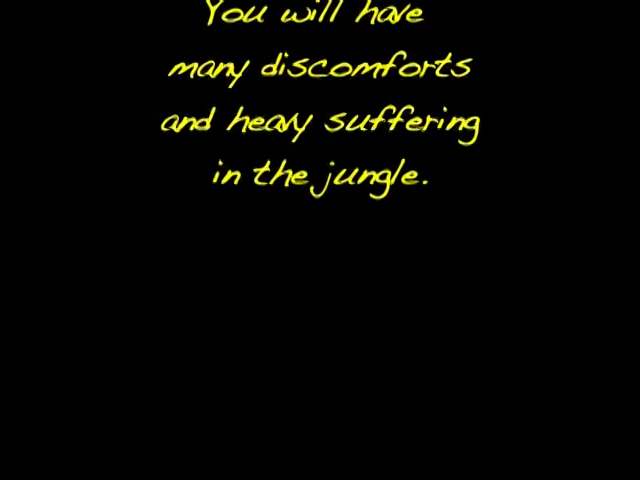 You will have
many discomforts
and heavy suffering
in the jungle.